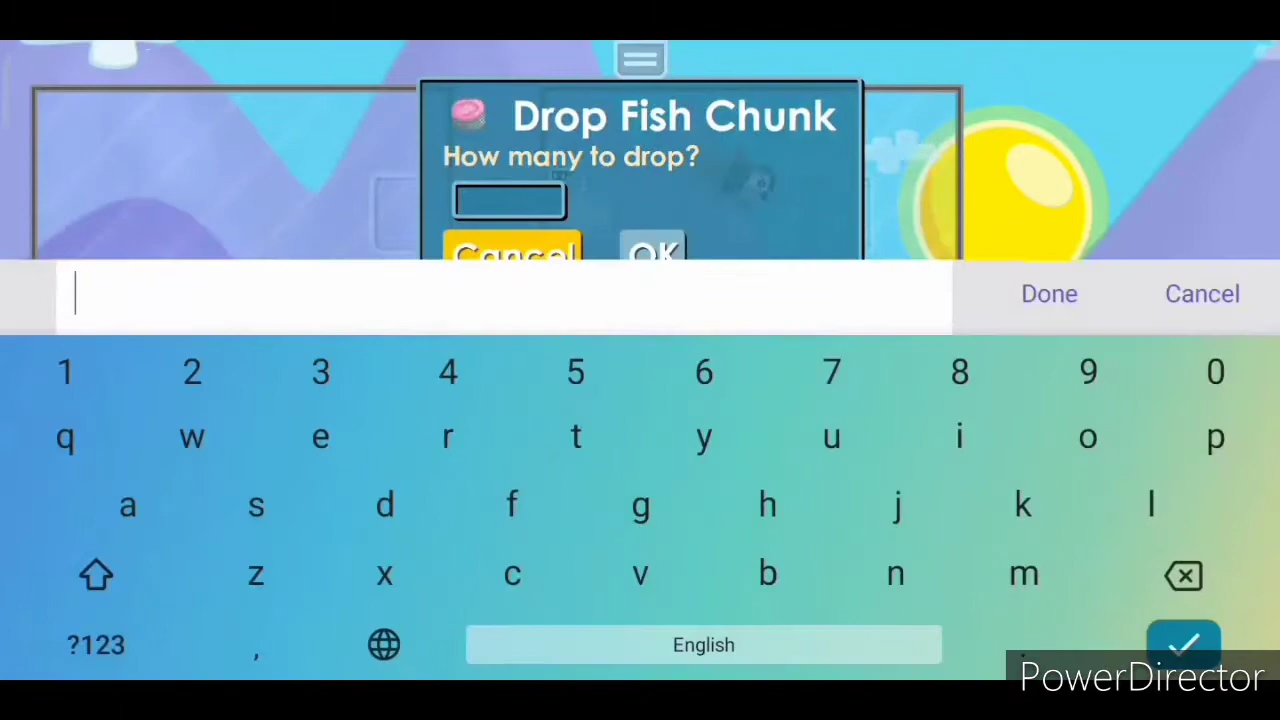 Drop Fish Chunk
How many to drop?
Cancel OK
Done Cancel
1 2 3 4 5 6 7 8 9 0
q w e r t y u i o p
a s d f g h j k l
z x c v b n m
?123 , English .
PowerDirector